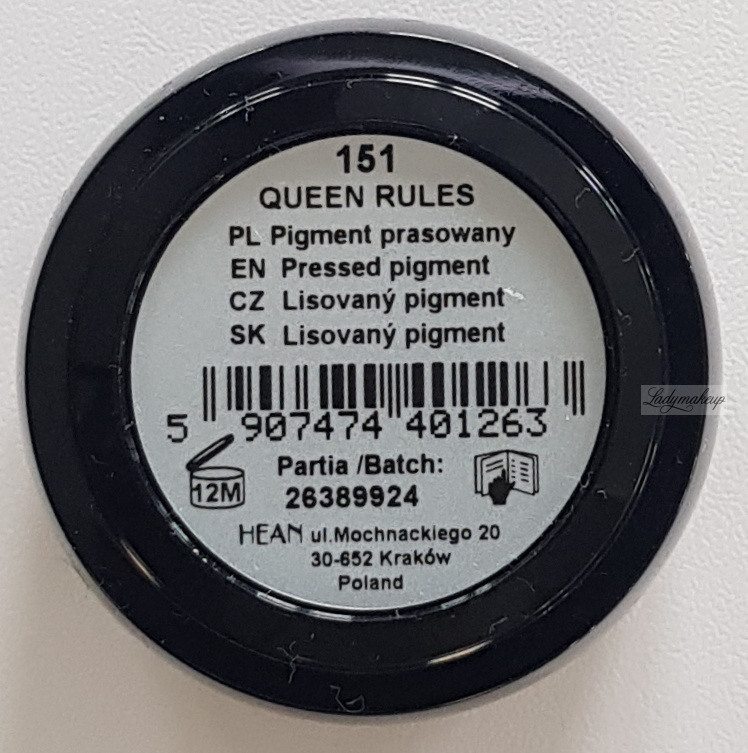 151
QUEEN RULES
PL Pigment prasowany
EN Pressed pigment
CZ Lisovaný pigment
SK Lisovaný pigment
5 907474 401263
12M
Partia /Batch:
26389924
HEAN ul.Mochnackiego 20
30-652 Kraków
Poland
Ladymakeup